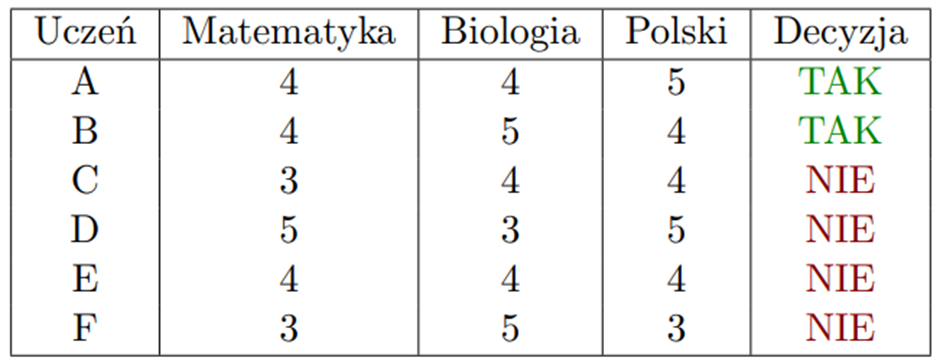 Uczeń Matematyka Biologia Polski Decyzja
A 4 4 5 TAK
B 4 5 4 TAK
C 3 4 4 NIE
D 5 3 5 NIE
E 4 4 4 NIE
F 3 5 3 NIE